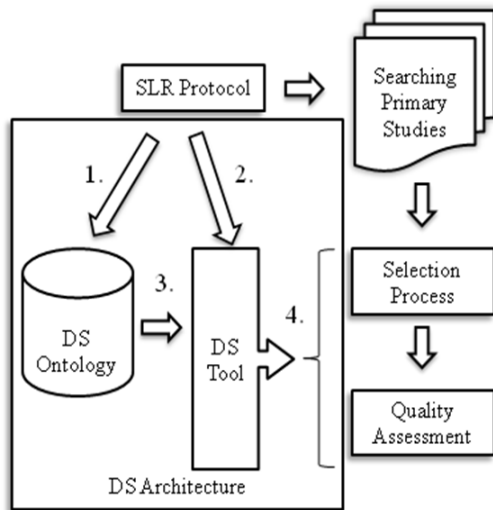 SLR Protocol
Searching
Primary
Studies
1.
2.
DS
Ontology
3.
DS
Tool
4.
Selection
Process
Quality
Assessment
DS Architecture